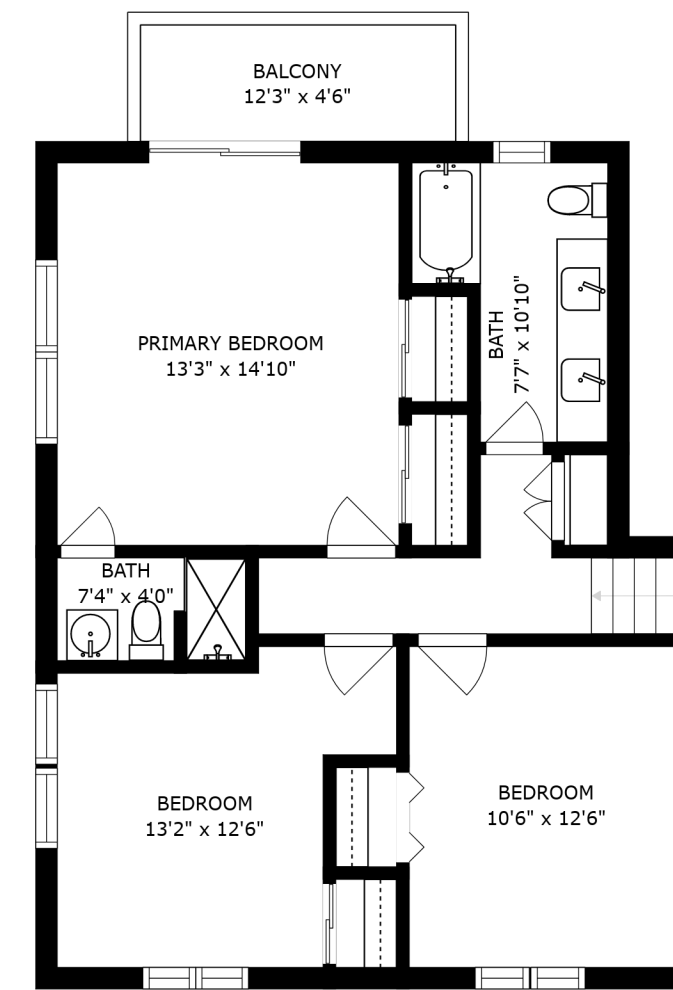 BALCONY
12'3" x 4'6"
PRIMARY BEDROOM
13'3" x 14'10"
BATH
7'7" x 10'10"
BATH
7'4" x 4'0"
BEDROOM
13'2" x 12'6"
BEDROOM
10'6" x 12'6"